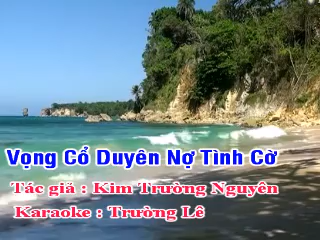 Vọng Cổ Duyên Nợ Tình Cờ
Tác giả : Kim Trường Nguyên
Karaoke : Trường Lê